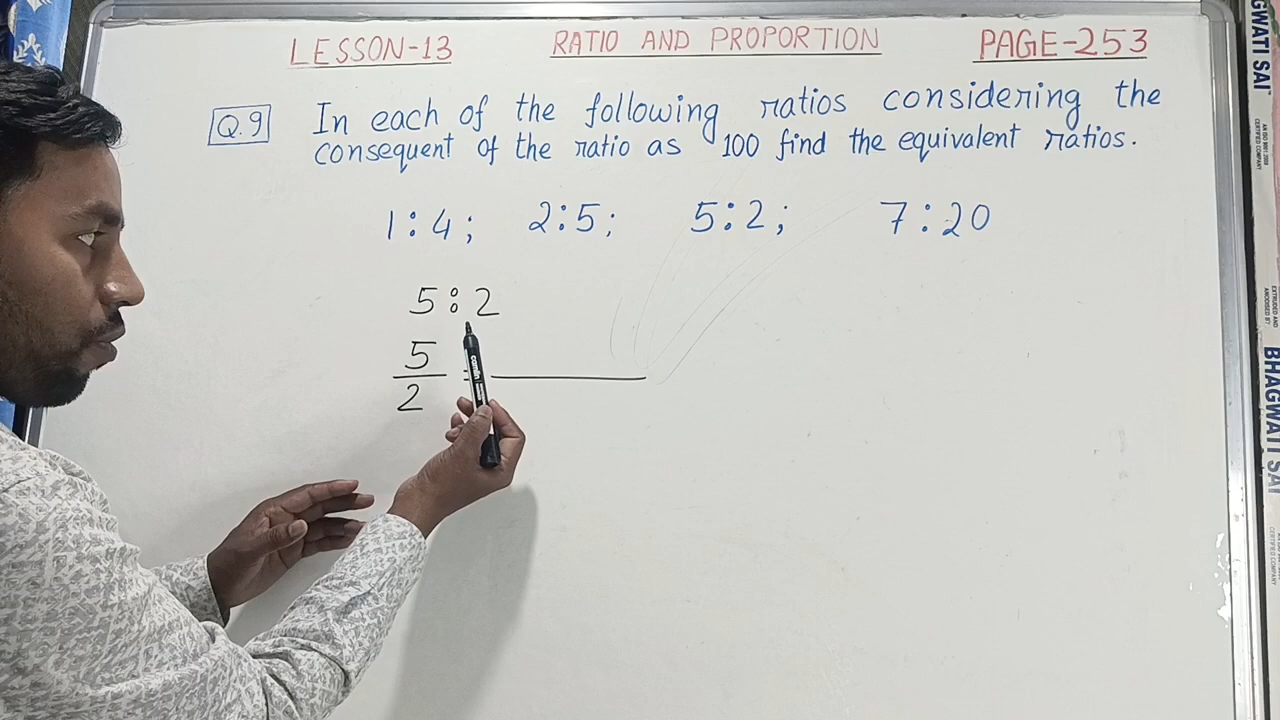 LESSON-13 RATIO AND PROPORTION PAGE-253
Q.9 In each of the following ratios considering the
consequent of the ratio as 100 find the equivalent ratios.
1:4; 2:5; 5:2; 7:20
5:2
5
2
=
GWATI SAI
BHAGWATI SAI